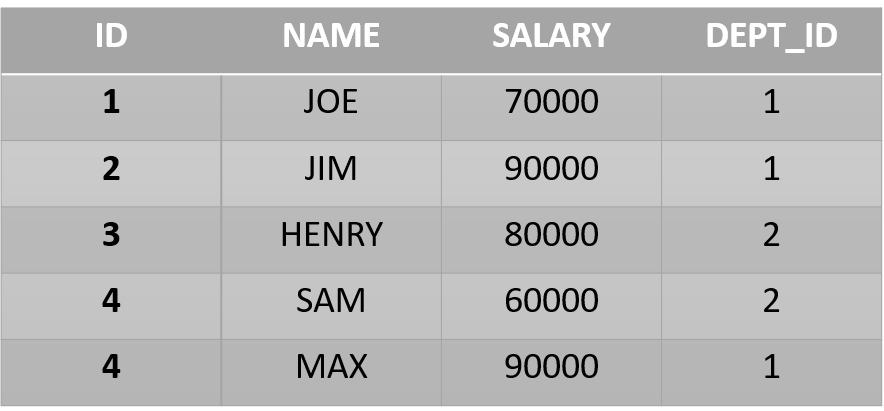 ID NAME SALARY DEPT_ID
1 JOE 70000 1
2 JIM 90000 1
3 HENRY 80000 2
4 SAM 60000 2
4 MAX 90000 1